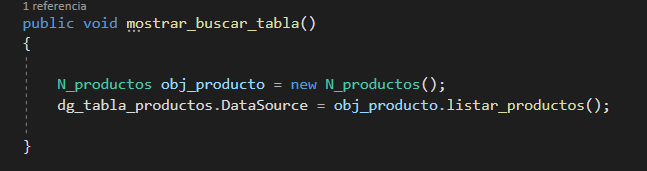 1 referencia
public void mostrar_buscar_tabla()
{
N_productos obj_producto = new N_productos();
dg_tabla_productos.DataSource = obj_producto.listar_productos();
}